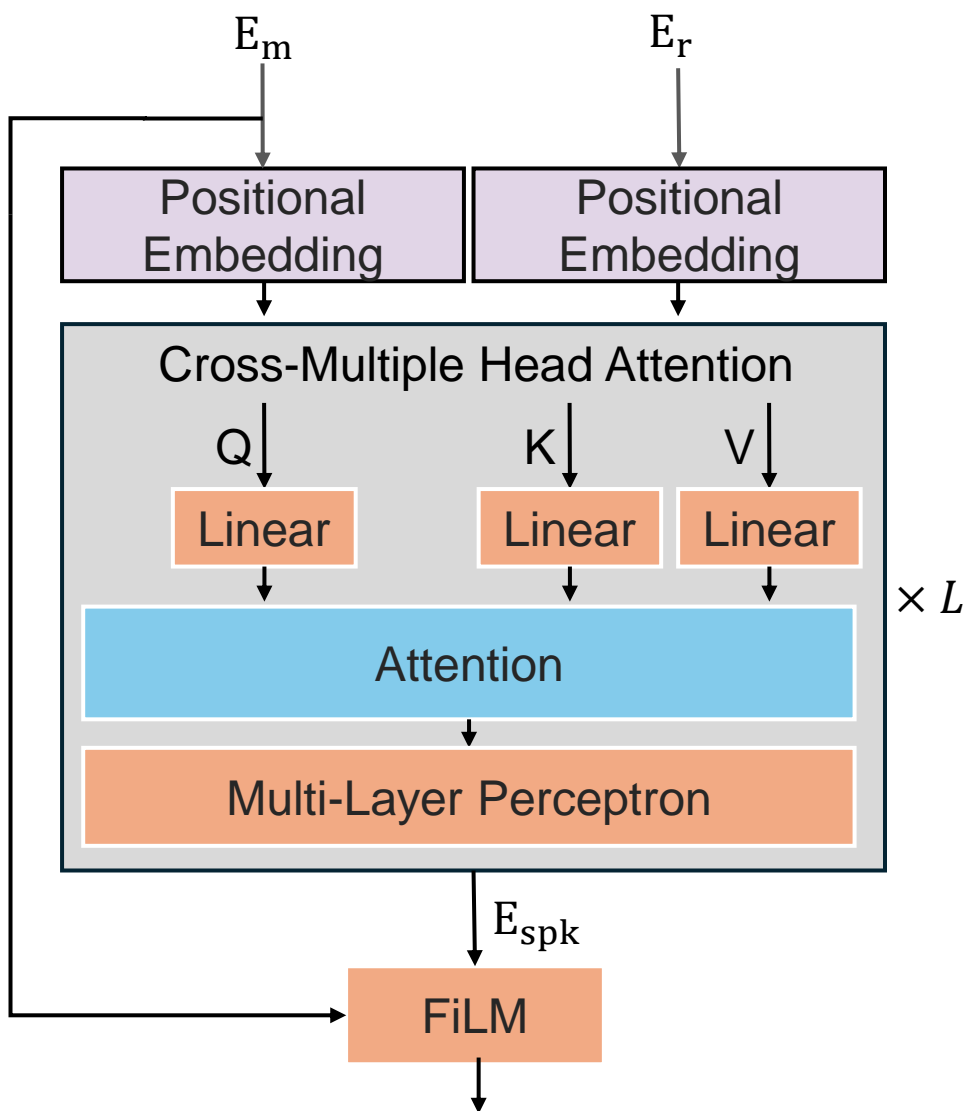 E_m
E_r
Positional
Embedding
Positional
Embedding
Cross-Multiple Head Attention
Q
K
V
Linear
Linear
Linear
× L
Attention
Multi-Layer Perceptron
E_spk
FiLM